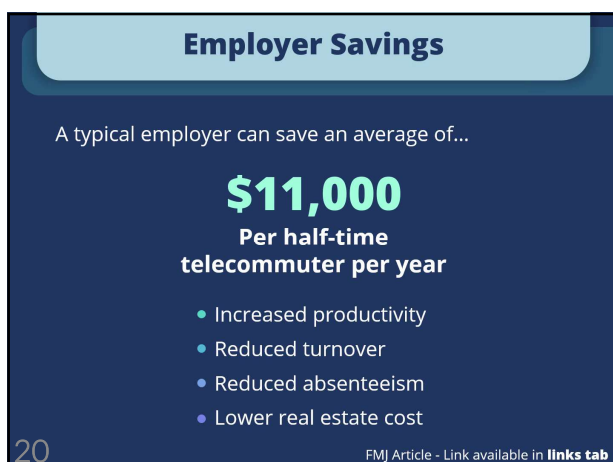 Employer Savings
A typical employer can save an average of...
$11,000
Per half-time
telecommuter per year
• Increased productivity
• Reduced turnover
• Reduced absenteeism
• Lower real estate cost
20
FMJ Article - Link available in links tab